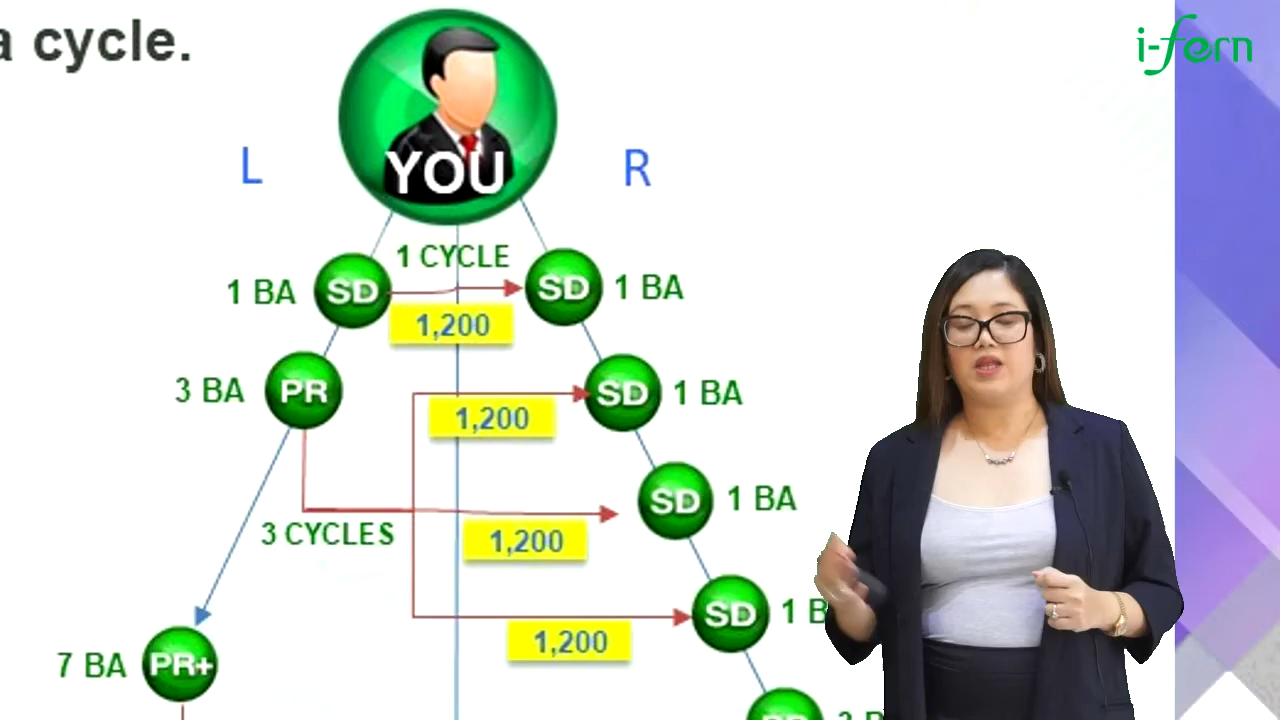 a cycle.
i-fern
YOU
L
R
1 CYCLE
1 BA
SD
SD
1 BA
1,200
3 BA
PR
SD
1 BA
1,200
SD
1 BA
3 CYCLES
1,200
SD
1 B
1,200
7 BA
PR+